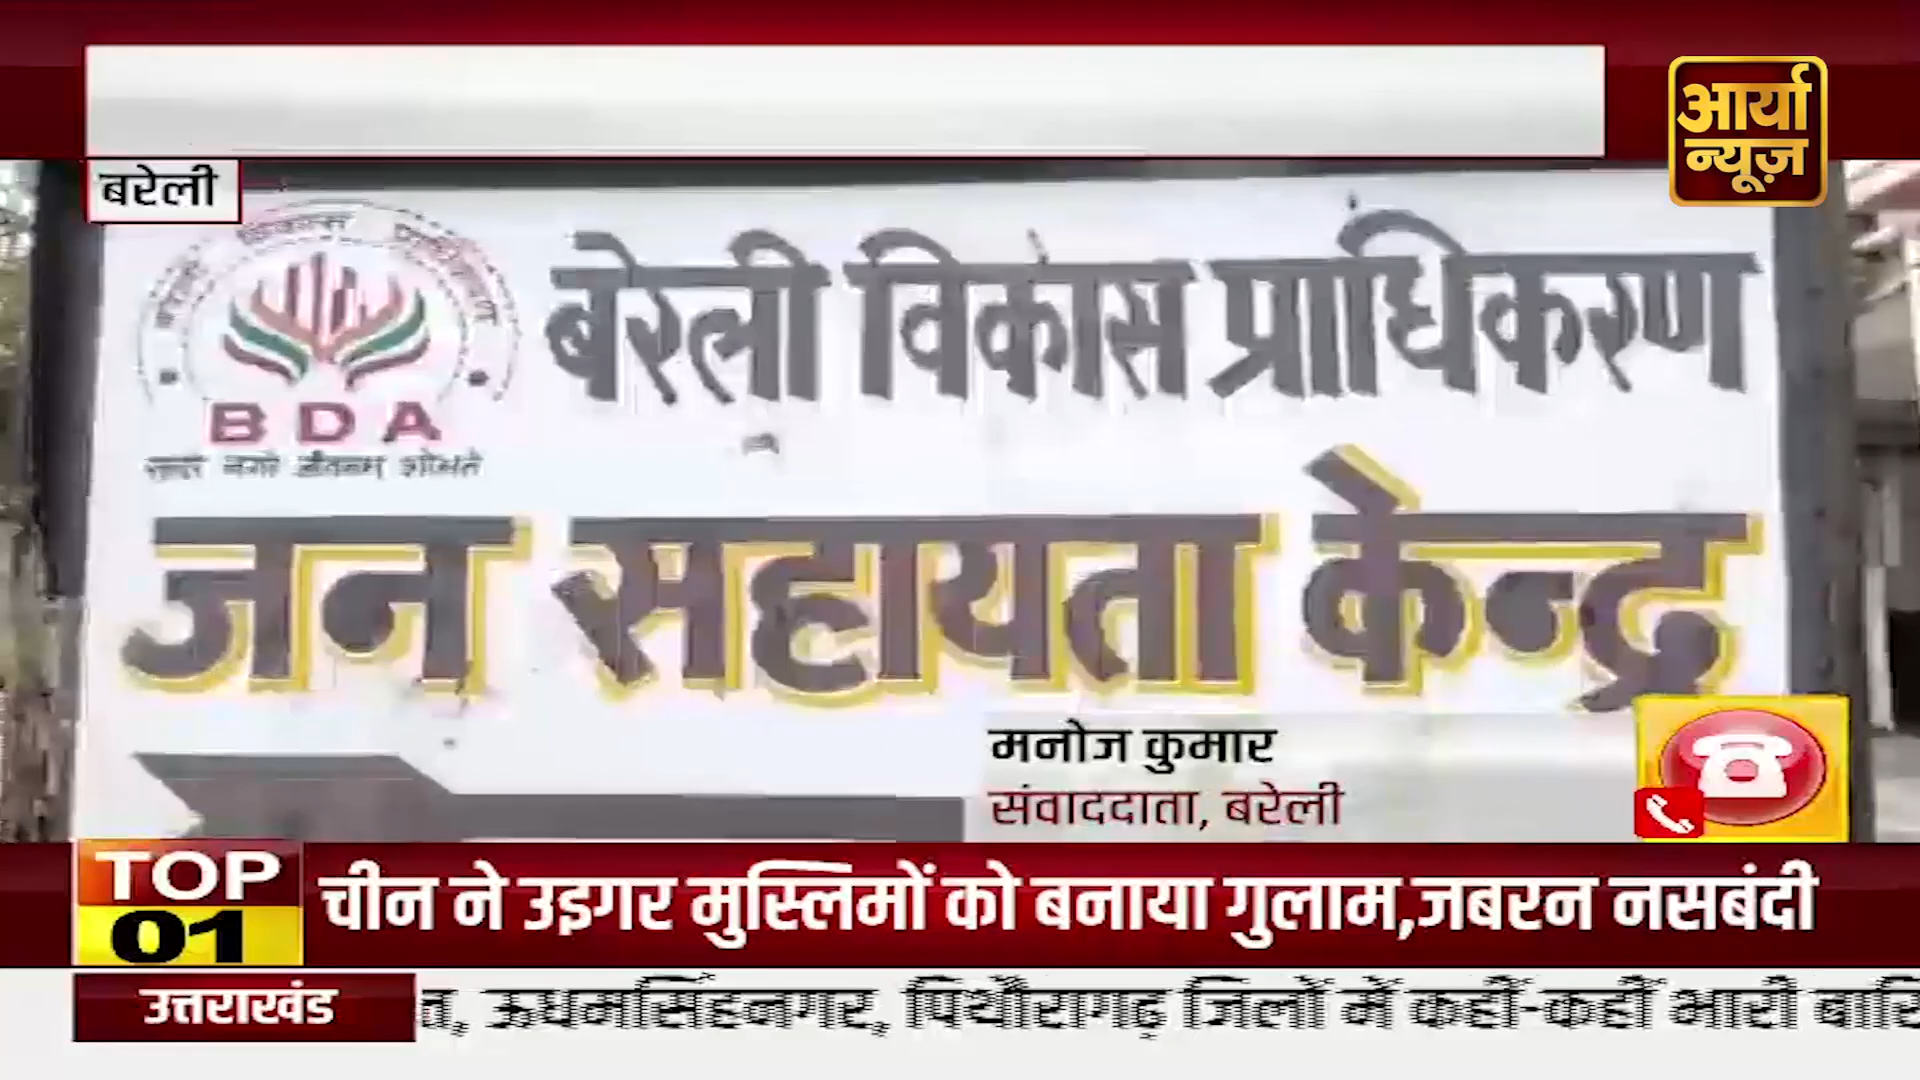 आर्या
न्यूज़
बरेली
बरेली विकास प्राधिकरण
BDA
जन सहायता केन्द्र
मनोज कुमार
संवाददाता, बरेली
TOP
01
चीन ने उइगर मुस्लिमों को बनाया गुलाम,जबरन नसबंदी
उत्तराखंड
ऊधमसिंहनगर, पिथौरागढ़ जिलों में कहीं-कहीं भारी